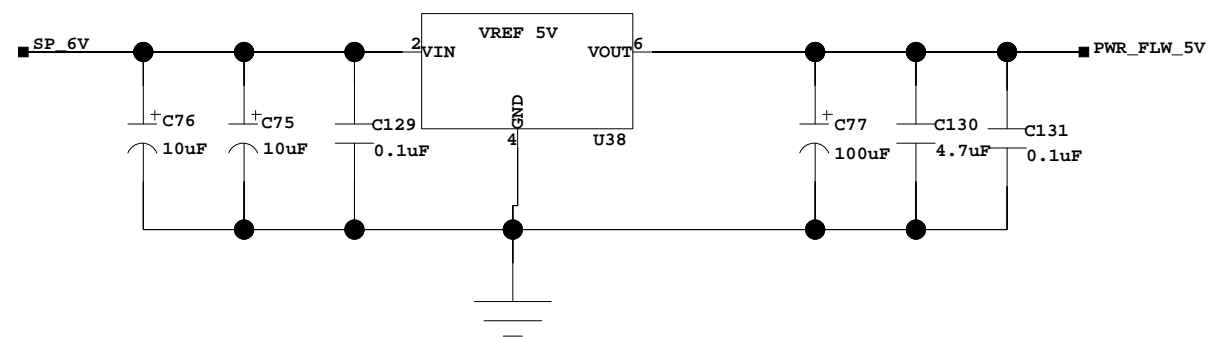 SP_6V
2
VIN
VREF 5V
VOUT
6
PWR_FLW_5V
GND
4
U38
+
C76
10uF
+
C75
10uF
C129
0.1uF
+
C77
100uF
C130
4.7uF
C131
0.1uF